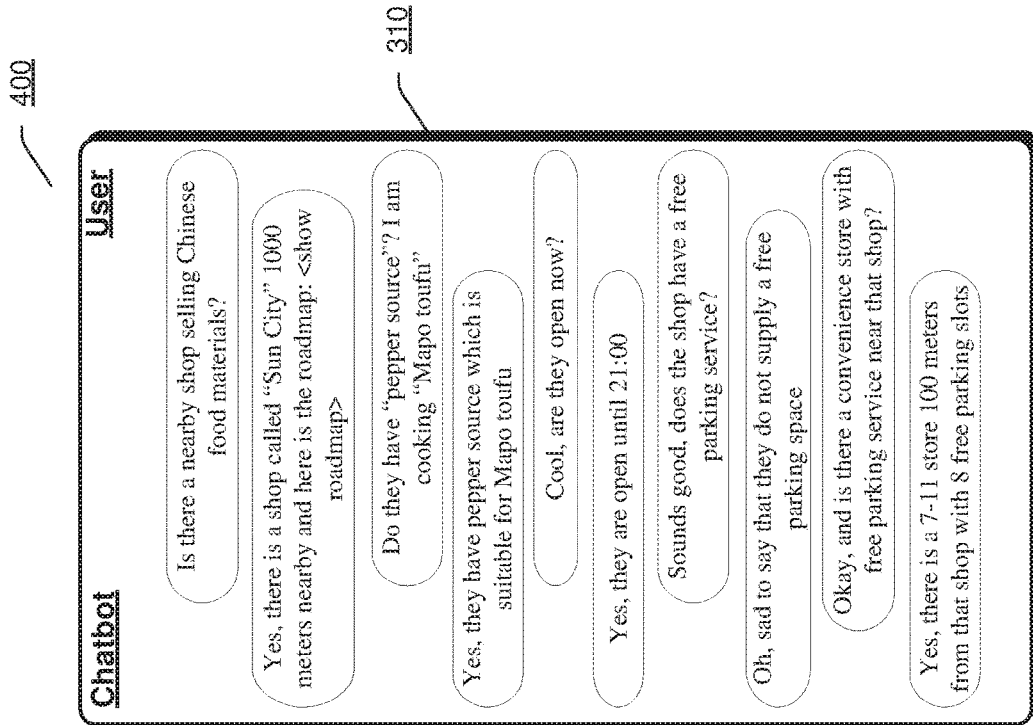 400
310
Chatbot
User
Is there a nearby shop selling Chinese
food materials?
Yes, there is a shop called “Sun City” 1000
meters nearby and here is the roadmap: <show
roadmap>
Do they have “pepper source”? I am
cooking “Mapo toufu”
Yes, they have pepper source which is
suitable for Mapo toufu
Cool, are they open now?
Yes, they are open until 21:00
Sounds good, does the shop have a free
parking service?
Oh, sad to say that they do not supply a free
parking space
Okay, and is there a convenience store with
free parking service near that shop?
Yes, there is a 7-11 store 100 meters
from that shop with 8 free parking slots